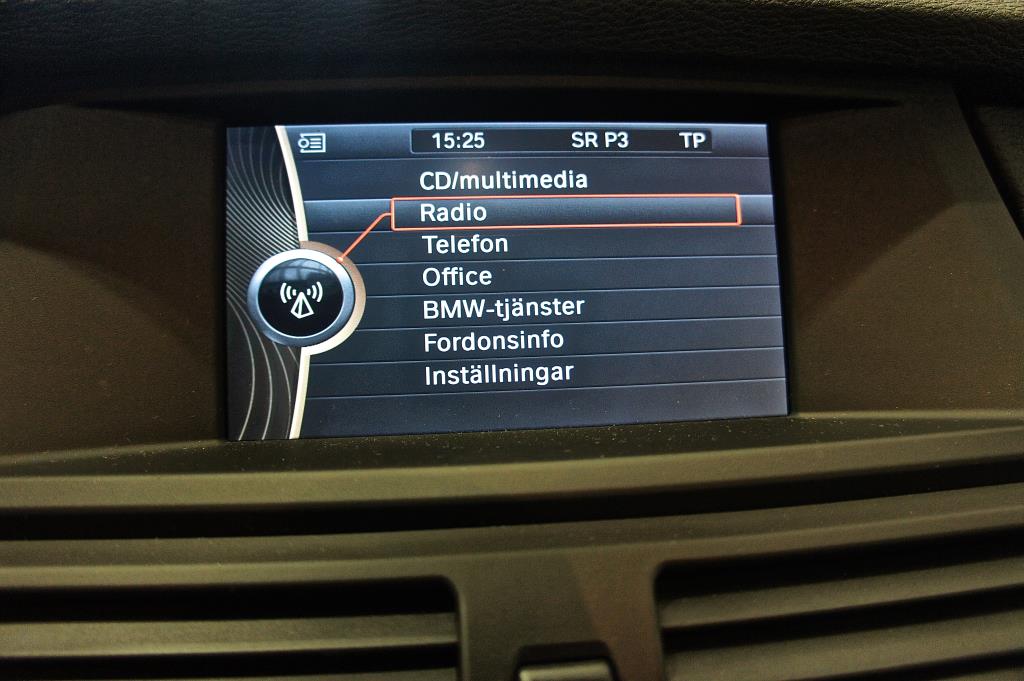 15:25 SR P3 TP
CD/multimedia
Radio
Telefon
Office
BMW-tjänster
Fordonsinfo
Inställningar